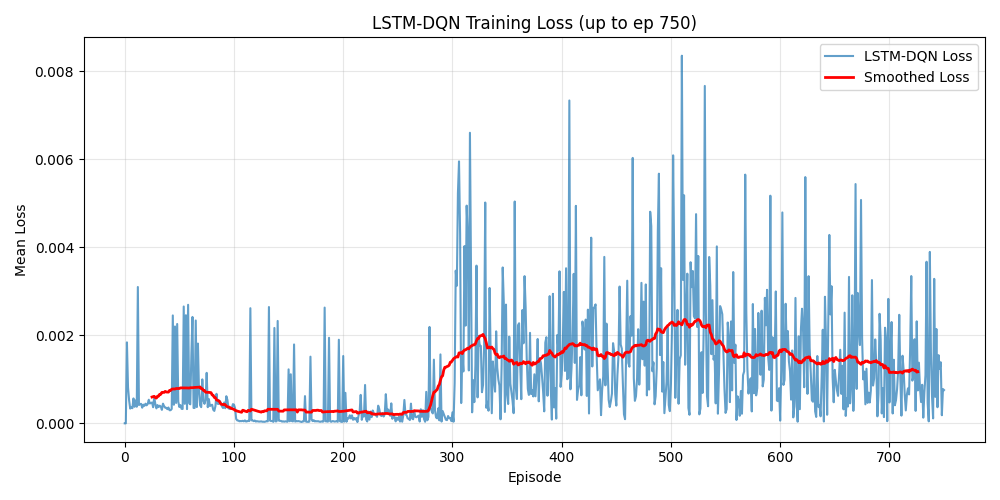 LSTM-DQN Training Loss (up to ep 750)
LSTM-DQN Loss
Smoothed Loss
Mean Loss
0.008
0.006
0.004
0.002
0.000
0 100 200 300 400 500 600 700
Episode